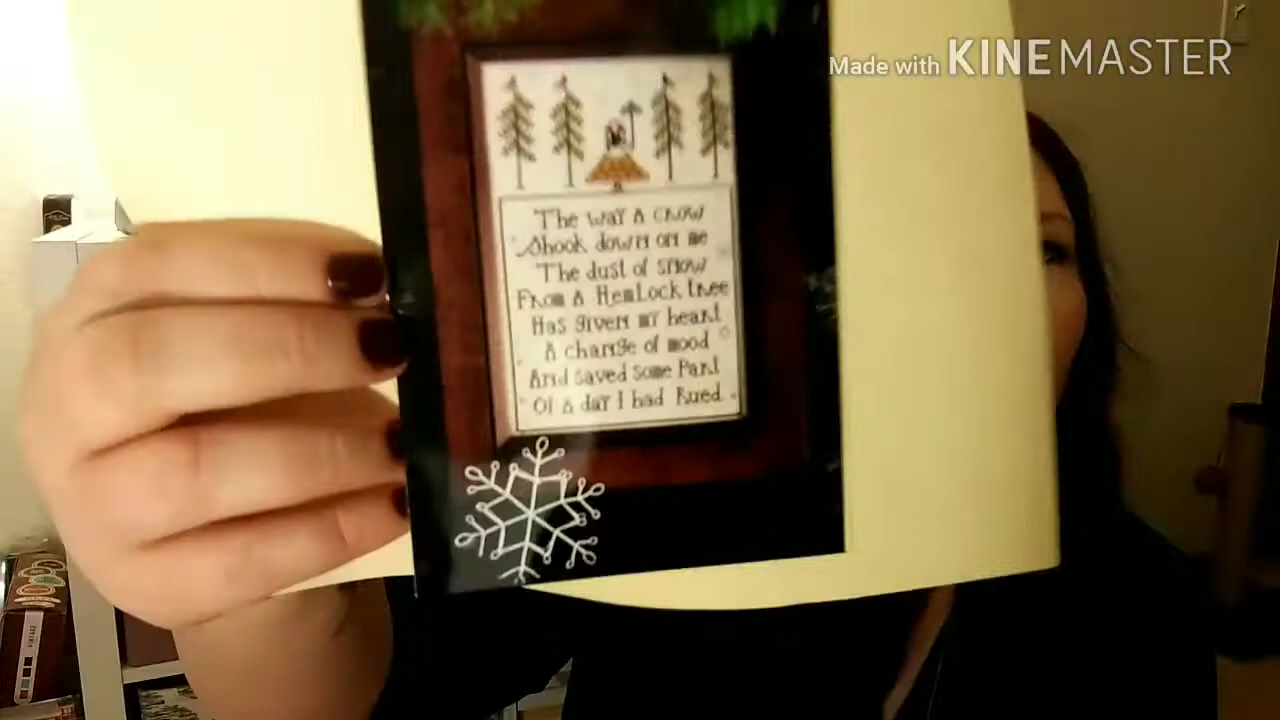 Made with KINEMASTER
The way a crow
Shook down on me
The dust of snow
From a Hemlock tree
Has given my heart
A change of mood
And saved some Part
Of a day I had Rued